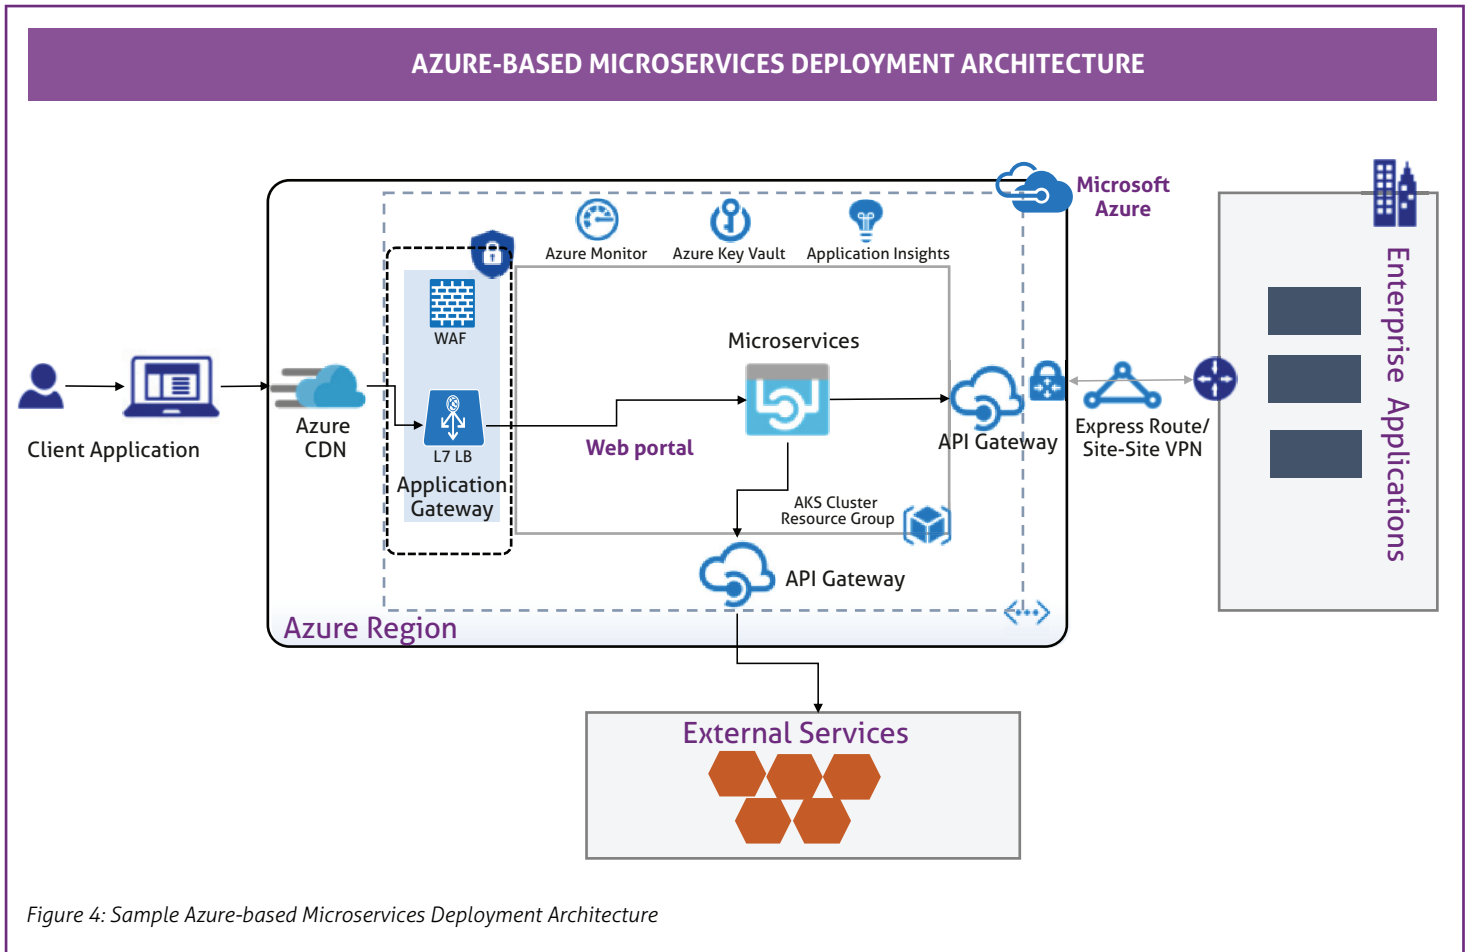 AZURE-BASED MICROSERVICES DEPLOYMENT ARCHITECTURE
Microsoft
Azure
Azure Monitor
Azure Key Vault
Application Insights
WAF
Microservices
Client Application
Azure
CDN
L7 LB
Application
Gateway
Web portal
API Gateway
Express Route/
Site-Site VPN
Enterprise Applications
AKS Cluster
Resource Group
API Gateway
Azure Region
External Services
Figure 4: Sample Azure-based Microservices Deployment Architecture